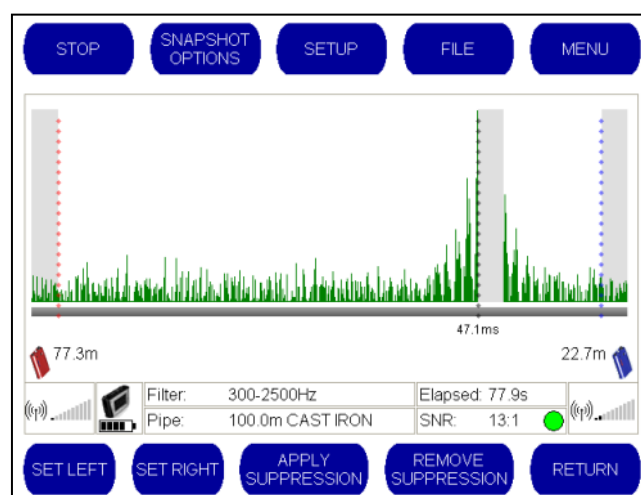 STOP
SNAPSHOT
OPTIONS
SETUP
FILE
MENU
47.1ms
77.3m
22.7m
Filter: 300-2500Hz
Elapsed: 77.9s
Pipe: 100.0m CAST IRON
SNR: 13:1
SET LEFT
SET RIGHT
APPLY
SUPPRESSION
REMOVE
SUPPRESSION
RETURN